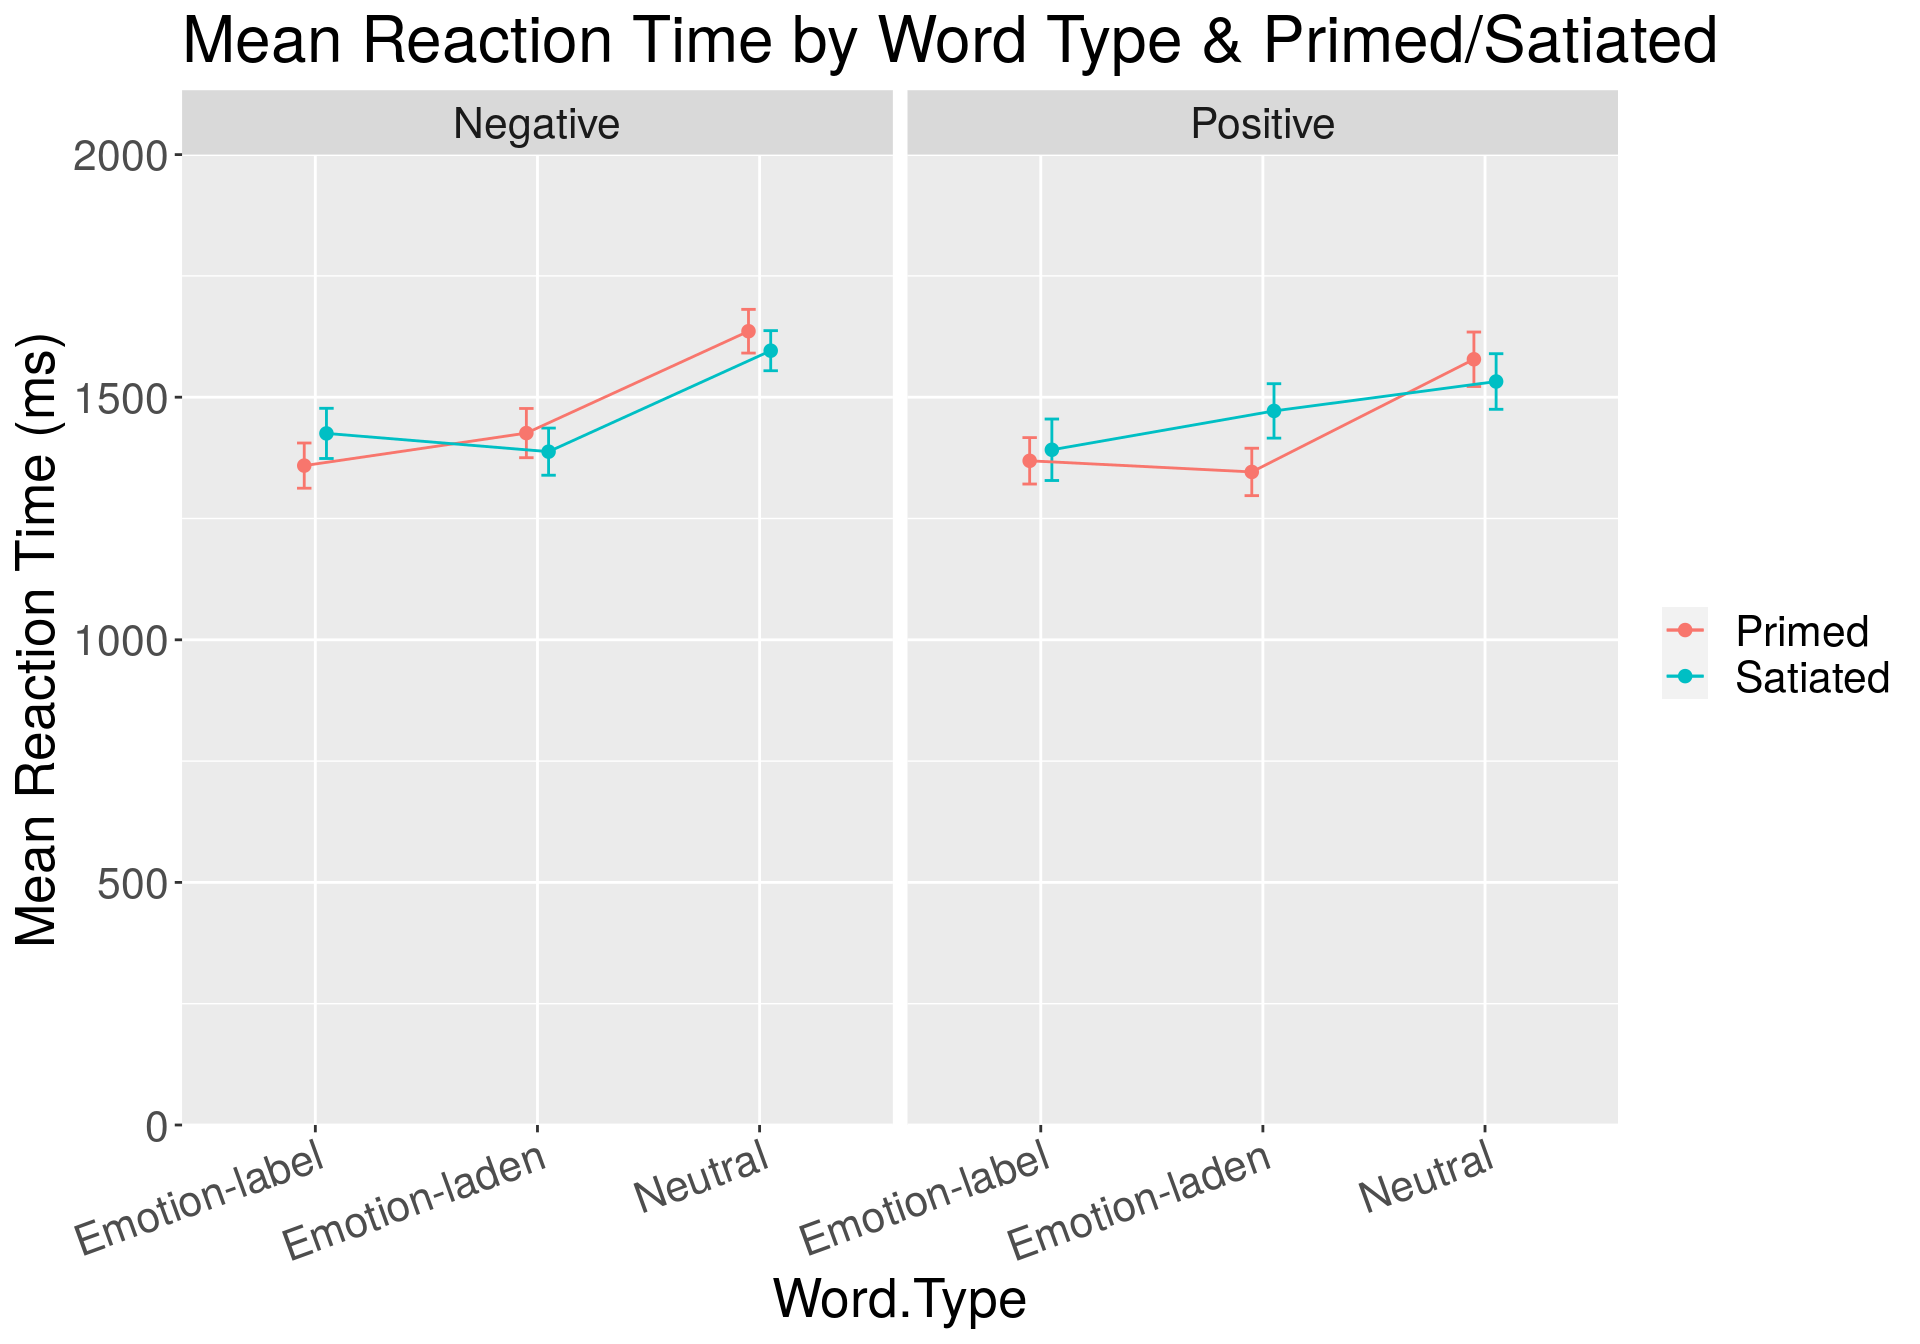 Mean Reaction Time by Word Type & Primed/Satiated
Negative
Positive
Mean Reaction Time (ms)
2000
1500
1000
500
0
Emotion-label
Emotion-laden
Neutral
Emotion-label
Emotion-laden
Neutral
Word.Type
Primed
Satiated